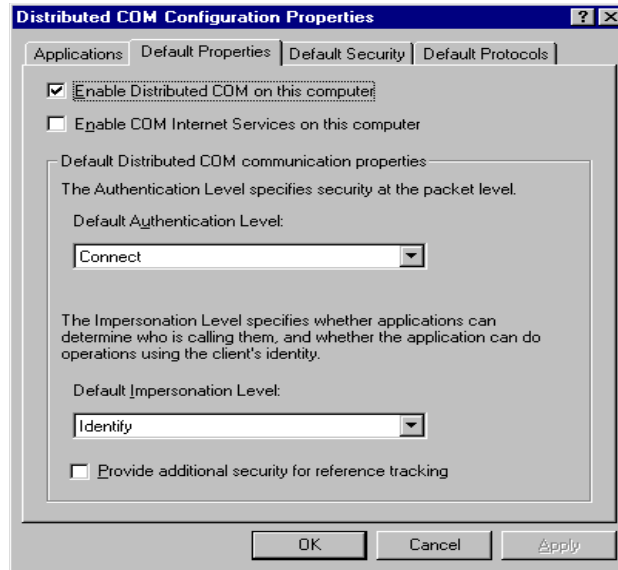 Distributed COM Configuration Properties
Applications Default Properties Default Security Default Protocols
Enable Distributed COM on this computer
Enable COM Internet Services on this computer
Default Distributed COM communication properties
The Authentication Level specifies security at the packet level.
Default Authentication Level:
Connect
The Impersonation Level specifies whether applications can
determine who is calling them, and whether the application can do
operations using the client's identity.
Default Impersonation Level:
Identify
Provide additional security for reference tracking
OK Cancel Apply